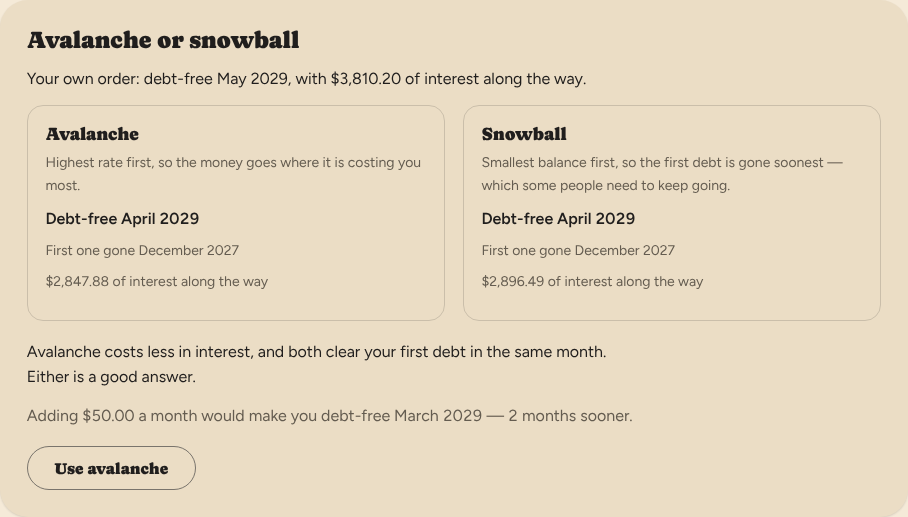 Avalanche or snowball
Your own order: debt-free May 2029, with $3,810.20 of interest along the way.
Avalanche
Highest rate first, so the money goes where it is costing you
most.
Debt-free April 2029
First one gone December 2027
$2,847.88 of interest along the way
Snowball
Smallest balance first, so the first debt is gone soonest —
which some people need to keep going.
Debt-free April 2029
First one gone December 2027
$2,896.49 of interest along the way
Avalanche costs less in interest, and both clear your first debt in the same month.
Either is a good answer.
Adding $50.00 a month would make you debt-free March 2029 — 2 months sooner.
Use avalanche